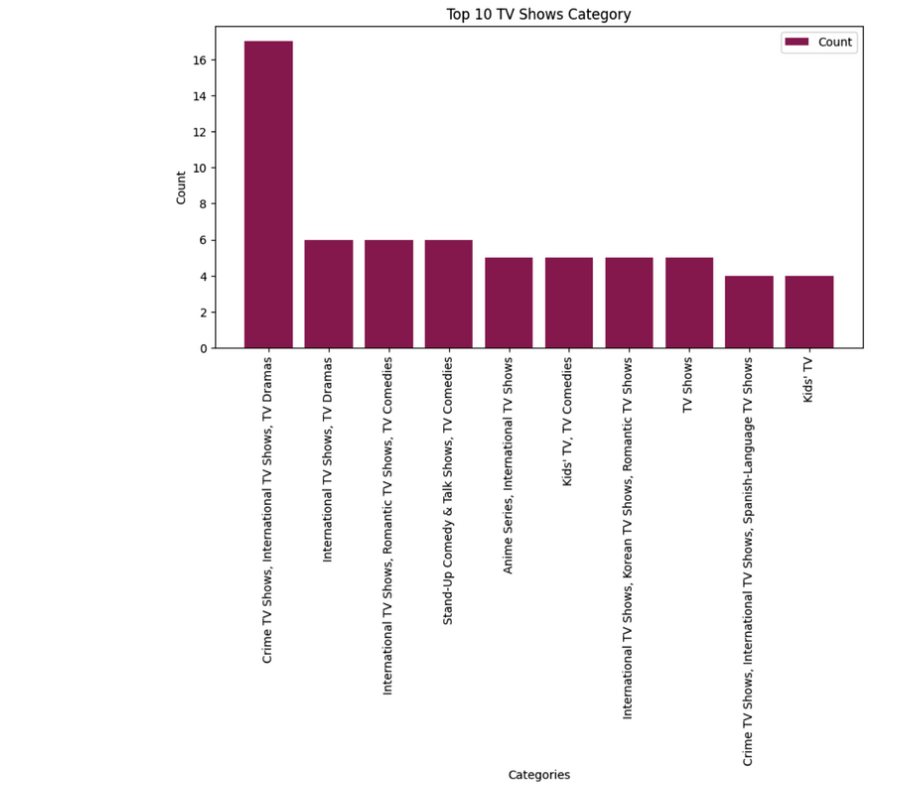 Top 10 TV Shows Category
Count
Count
16
14
12
10
8
6
4
2
0
Crime TV Shows, International TV Shows, TV Dramas
International TV Shows, TV Dramas
International TV Shows, Romantic TV Shows, TV Comedies
Stand-Up Comedy & Talk Shows, TV Comedies
Anime Series, International TV Shows
Kids' TV, TV Comedies
International TV Shows, Korean TV Shows, Romantic TV Shows
TV Shows
Crime TV Shows, International TV Shows, Spanish-Language TV Shows
Kids' TV
Categories